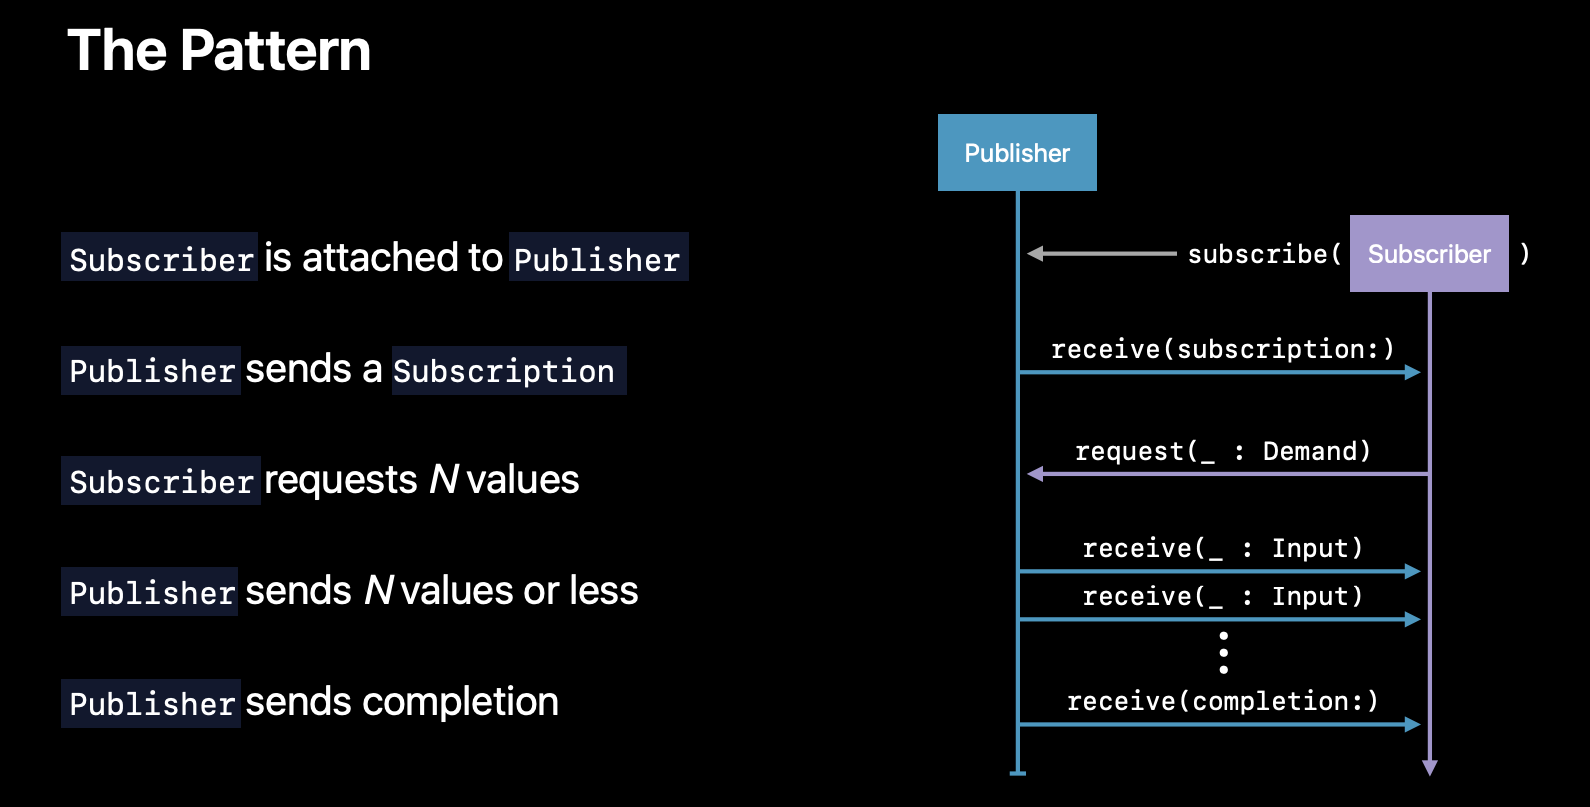 The Pattern
Subscriber is attached to Publisher
Publisher sends a Subscription
Subscriber requests N values
Publisher sends N values or less
Publisher sends completion
Publisher
subscribe( Subscriber )
receive(subscription:)
request(_ : Demand)
receive(_ : Input)
receive(_ : Input)
receive(completion:)